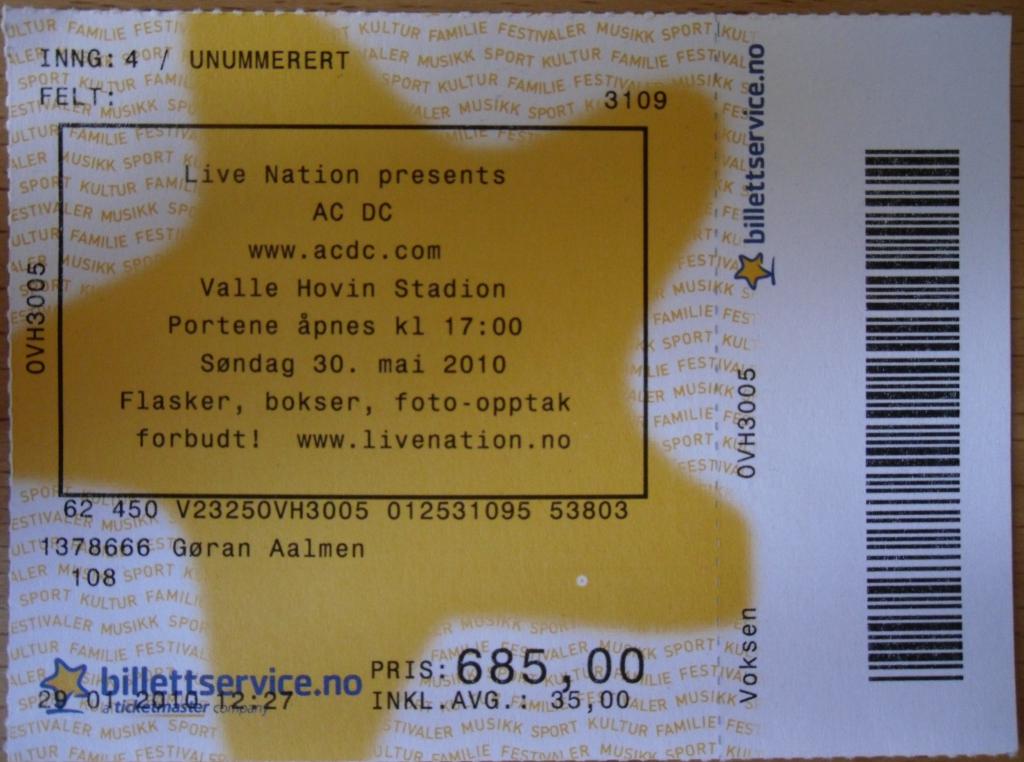 INNG: 4 / UNUMMERERT
FELT:
3109
Live Nation presents
AC DC
www.acdc.com
Valle Hovin Stadion
Portene åpnes kl 17:00
Søndag 30. mai 2010
Flasker, bokser, foto-opptak
forbudt! www.livenation.no
OVH3005
62 450 V2325OVH3005 012531095 53803
1378666 Gøran Aalmen
108
billettservice.no
a ticketmaster company
29 01 2010 12:27
PRIS: 685,00
INKL.AVG.: 35,00
billettservice.no
OVH3005
Voksen